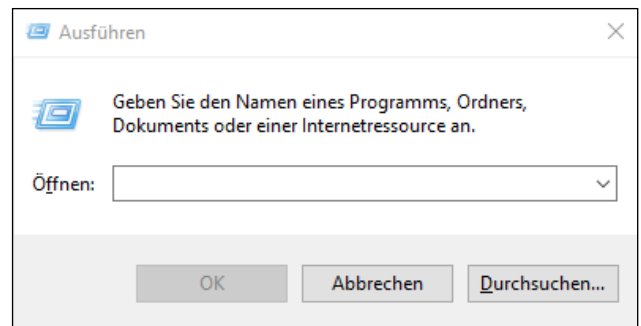 Ausführen
Geben Sie den Namen eines Programms, Ordners,
Dokuments oder einer Internetressource an.
Öffnen:
OK
Abbrechen
Durchsuchen...